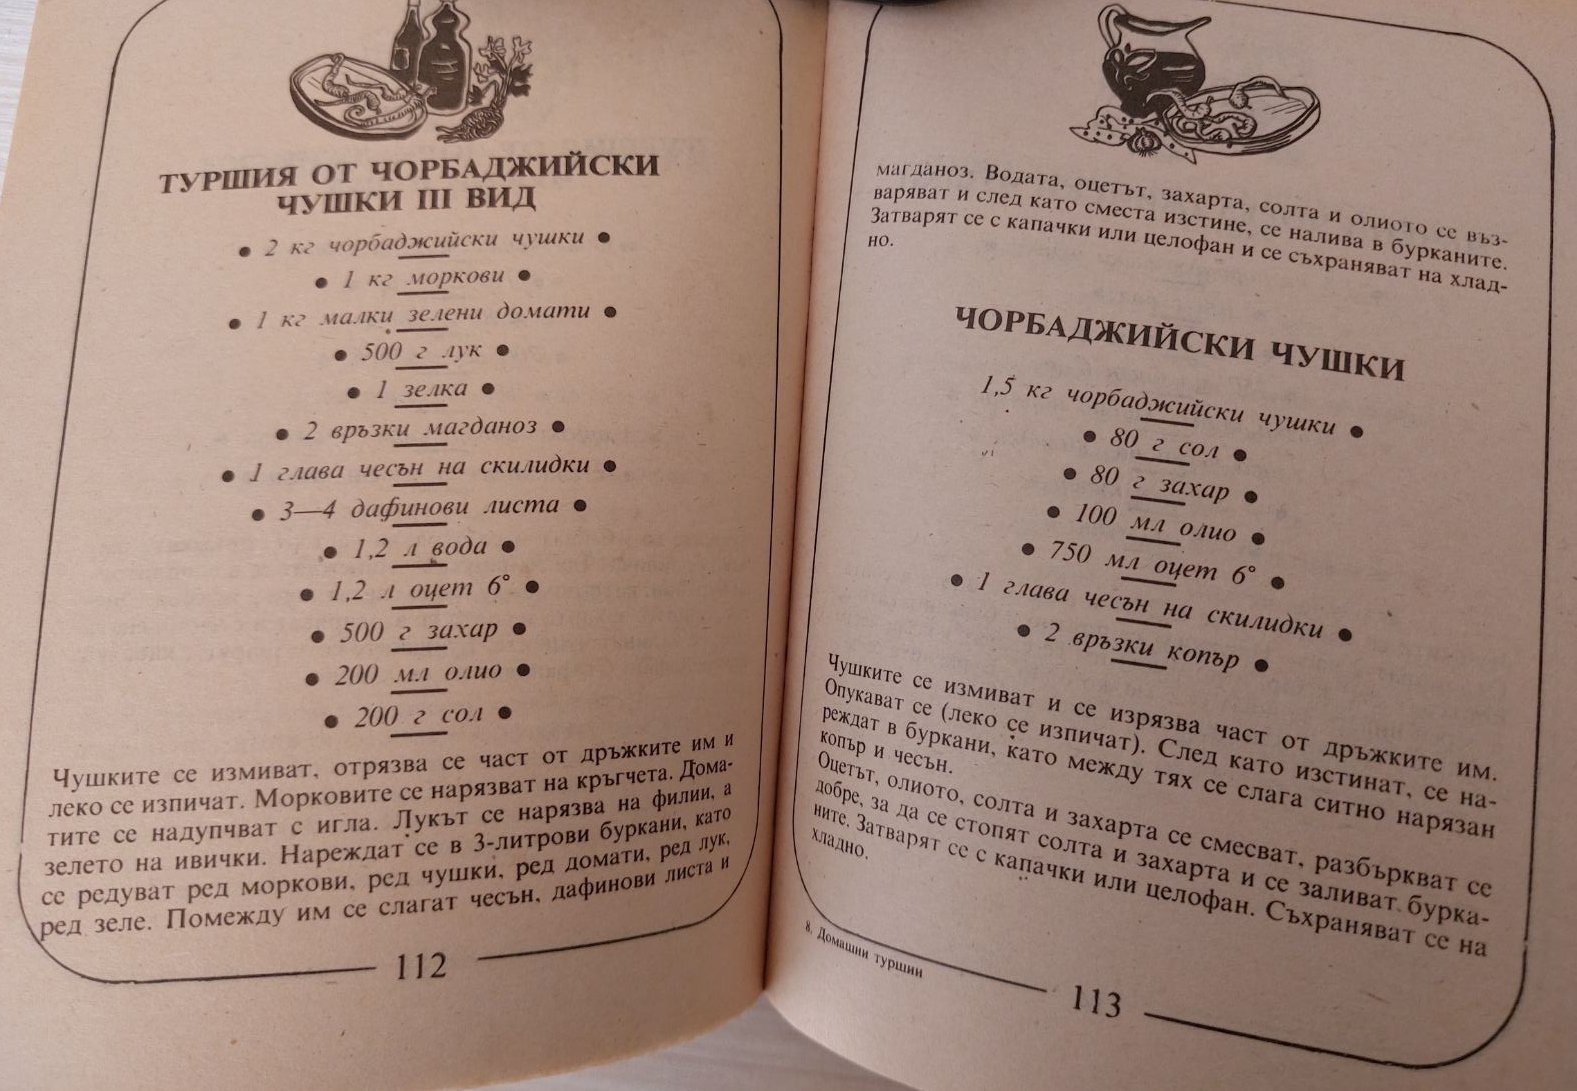 ТУРШИЯ ОТ ЧОРБАДЖИЙСКИ
ЧУШКИ III ВИД
• 2 кг чорбаджийски чушки •
• 1 кг моркови •
• 1 кг малки зелени домати •
• 500 г лук •
• 1 зелка •
• 2 връзки магданоз •
• 1 глава чесън на скилидки •
• 3—4 дафинови листа •
• 1,2 л вода •
• 1,2 л оцет 6° •
• 500 г захар •
• 200 мл олио •
• 200 г сол •
Чушките се измиват, отрязва се част от дръжките им и
леко се изпичат. Морковите се нарязват на кръгчета. Дома-
тите се надупчват с игла. Лукът се нарязва на филии, а
зелето на ивички. Нареждат се в 3-литрови буркани, като
се редуват ред моркови, ред чушки, ред домати, ред лук,
ред зеле. Помежду им се слагат чесън, дафинови листа и
112
магданоз. Водата, оцетът, захарта, солта и олиото се въз-
варяват и след като сместа изстине, се налива в бурканите.
Затварят се с капачки или целофан и се съхраняват на хлад-
но.
ЧОРБАДЖИЙСКИ ЧУШКИ
1,5 кг чорбаджийски чушки •
• 80 г сол •
• 80 г захар •
• 100 мл олио •
• 750 мл оцет 6° •
• 1 глава чесън на скилидки •
• 2 връзки копър •
Чушките се измиват и се изрязва част от дръжките им.
Опукават се (леко се изпичат). След като изстинат, се на-
реждат в буркани, като между тях се слага ситно нарязан
копър и чесън.
Оцетът, олиото, солта и захарта се смесват, разбъркват се
добре, за да се стопят солта и захарта и се заливат бурка-
ните. Затварят се с капачки или целофан. Съхраняват се на
хладно.
8. Домашни туршии
113